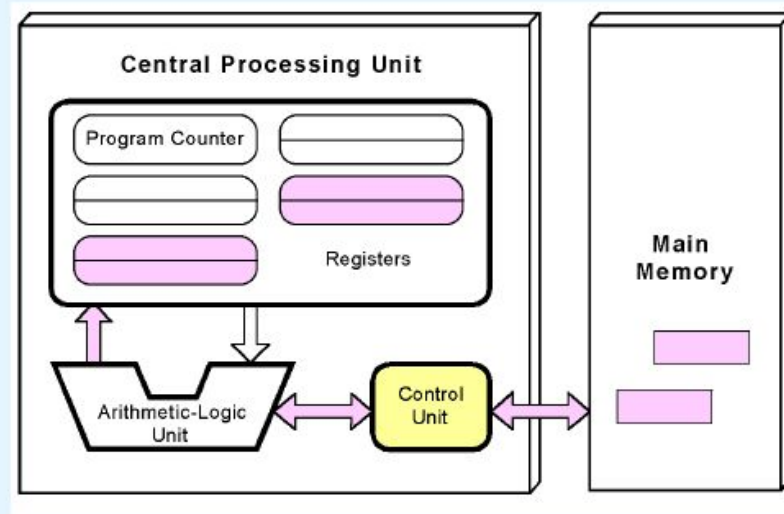 Central Processing Unit
Program Counter
Registers
Main
Memory
Arithmetic-Logic
Unit
Control
Unit